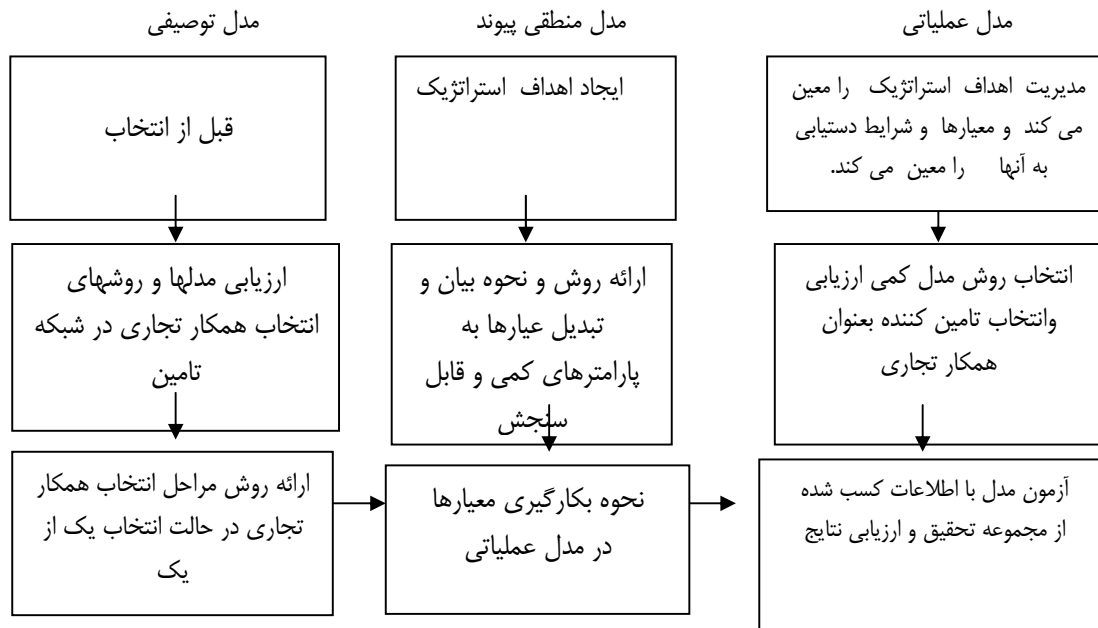 مدل توصیفی
مدل منطقی پیوند
مدل عملیاتی
قبل از انتخاب
ایجاد اهداف استراتژیک
مدیریت اهداف استراتژیک را معین
می کند و معیارها و شرایط دستیابی
به آنها را معین می کند.
ارزیابی مدلها و روشهای
انتخاب همکار تجاری در شبکه
تامین
ارائه روش و نحوه بیان و
تبدیل عیارها به
پارامترهای کمی و قابل
سنجش
انتخاب روش مدل کمی ارزیابی
وانتخاب تامین کننده بعنوان
همکار تجاری
ارائه روش مراحل انتخاب همکار
تجاری در حالت انتخاب یک از
یک
نحوه بکارگیری معیارها
در مدل عملیاتی
آزمون مدل با اطلاعات کسب شده
از مجموعه تحقیق و ارزیابی نتایج